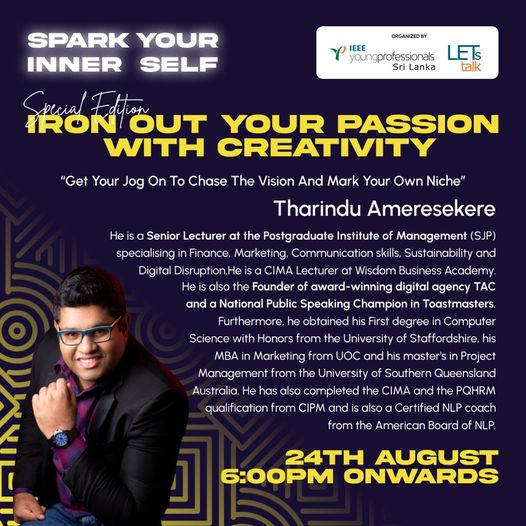 SPARK YOUR
INNER SELF
ORGANIZED BY
IEEE
youngprofessionals
Sri Lanka
LETs
talk
Special Edition
IRON OUT YOUR PASSION
WITH CREATIVITY
“Get Your Jog On To Chase The Vision And Mark Your Own Niche”
Tharindu Ameresekere
He is a Senior Lecturer at the Postgraduate Institute of Management (SJP)
specialising in Finance, Marketing, Communication skills, Sustainability and
Digital Disruption.He is a CIMA Lecturer at Wisdom Business Academy.
He is also the Founder of award-winning digital agency TAC
and a National Public Speaking Champion in Toastmasters.
Furthermore, he obtained his First degree in Computer
Science with Honors from the University of Staffordshire, his
MBA in Marketing from UOC and his master's in Project
Management from the University of Southern Queensland
Australia. He has also completed the CIMA and the PQHRM
qualification from CIPM and is also a Certified NLP coach
from the American Board of NLP.
24TH AUGUST
6:00PM ONWARDS